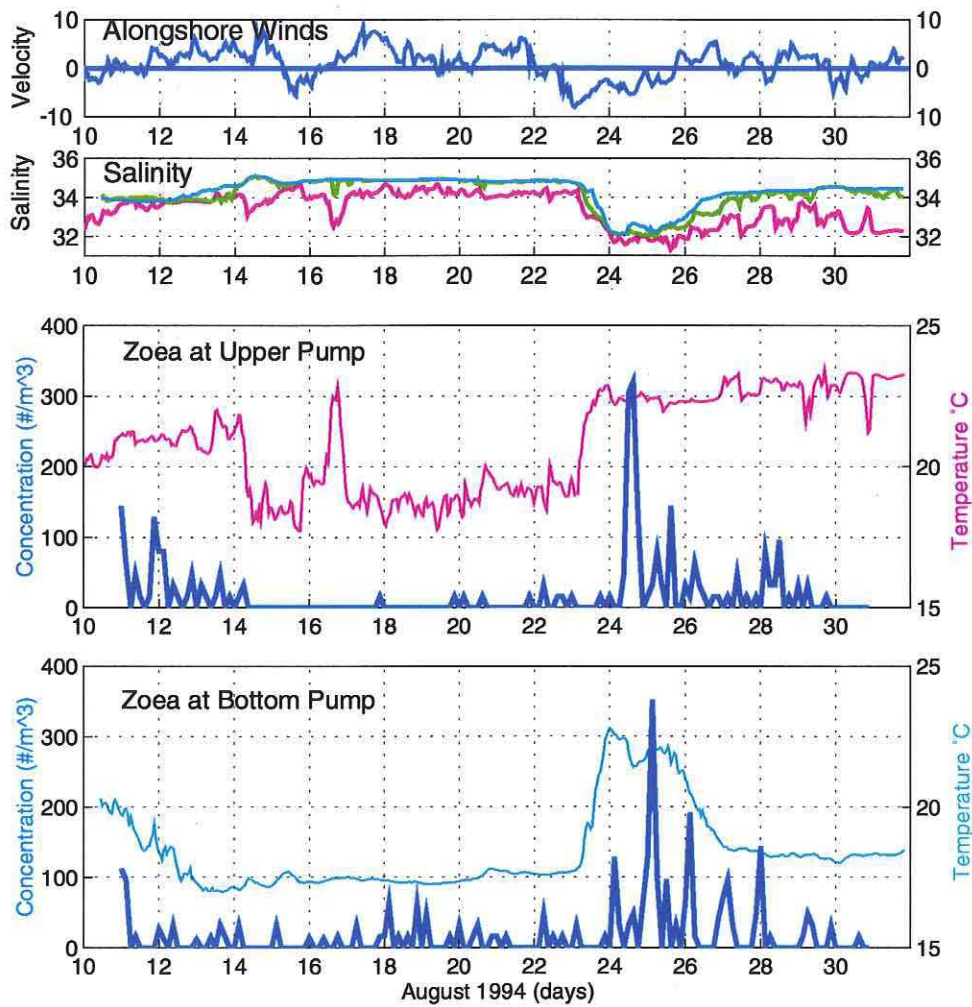 Alongshore Winds
Velocity
10
0
-10
10
0
10
10 12 14 16 18 20 22 24 26 28 30
Salinity
Salinity
36
34
32
36
34
32
10 12 14 16 18 20 22 24 26 28 30
Zoea at Upper Pump
Concentration (#/m^3)
400
300
200
100
0
25
20
15
Temperature °C
10 12 14 16 18 20 22 24 26 28 30
Zoea at Bottom Pump
Concentration (#/m^3)
400
300
200
100
0
25
20
15
Temperature °C
10 12 14 16 18 20 22 24 26 28 30
August 1994 (days)